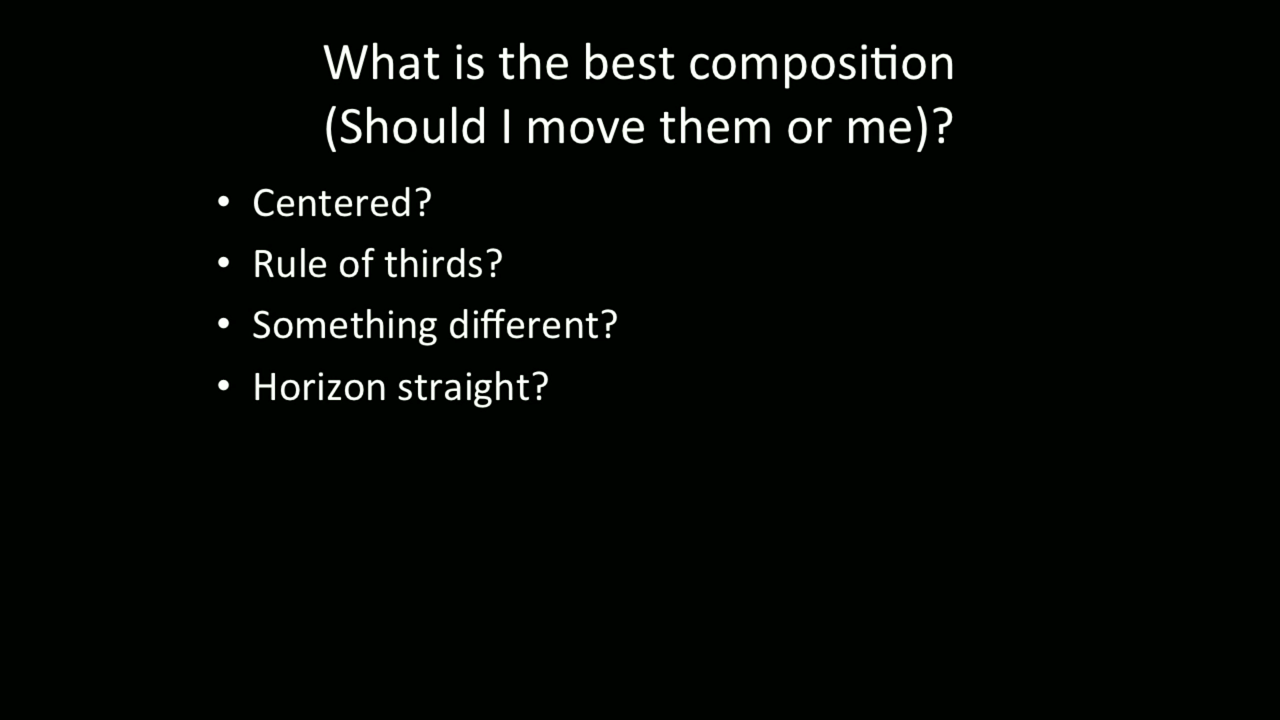 What is the best composition
(Should I move them or me)?
• Centered?
• Rule of thirds?
• Something different?
• Horizon straight?